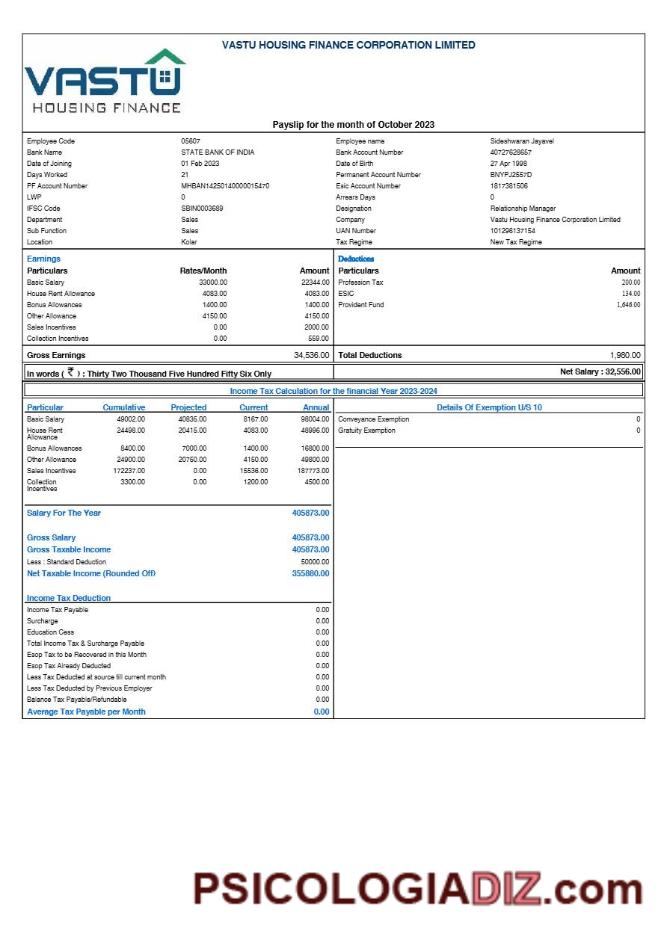 VASTU HOUSING FINANCE CORPORATION LIMITED
VASTU
HOUSING FINANCE
Payslip for the month of October 2023
Employee Code 05607 Employee name Sideshwaran Jayavel
Bank Name STATE BANK OF INDIA Bank Account Number 40727628657
Date of Joining 01 Feb 2023 Date of Birth 27 Apr 1998
Days Worked 21 Permanent Account Number BNYPJ2557D
PF Account Number MHBAN14250140000015470 Esic Account Number 1817381506
LWP 0 Arrears Days 0
IFSC Code SBIN0003689 Designation Relationship Manager
Department Sales Company Vastu Housing Finance Corporation Limited
Sub Function Sales UAN Number 101296137154
Location Kolar Tax Regime New Tax Regime
Earnings Deductions
Particulars Rates/Month Amount Particulars Amount
Basic Salary 33000.00 22344.00 Profession Tax 200.00
House Rent Allowance 4083.00 4083.00 ESIC 134.00
Bonus Allowances 1400.00 1400.00 Provident Fund 1,646.00
Other Allowance 4150.00 4150.00
Sales Incentives 0.00 2000.00
Collection Incentives 0.00 559.00
Gross Earnings 34,536.00 Total Deductions 1,980.00
In words ( ₹ ) : Thirty Two Thousand Five Hundred Fifty Six Only Net Salary : 32,556.00
Income Tax Calculation for the financial Year 2023-2024
Particular Cumulative Projected Current Annual Details Of Exemption U/S 10
Basic Salary 49002.00 40835.00 8167.00 98004.00 Conveyance Exemption 0
House Rent Allowance 24498.00 20415.00 4083.00 48996.00 Gratuity Exemption 0
Bonus Allowances 8400.00 7000.00 1400.00 16800.00
Other Allowance 24900.00 20750.00 4150.00 49800.00
Sales Incentives 172237.00 0.00 15536.00 187773.00
Collection Incentives 3300.00 0.00 1200.00 4500.00
Salary For The Year 405873.00
Gross Salary 405873.00
Gross Taxable Income 405873.00
Less : Standard Deduction 50000.00
Net Taxable Income (Rounded Off) 355880.00
Income Tax Deduction
Income Tax Payable 0.00
Surcharge 0.00
Education Cess 0.00
Total Income Tax & Surcharge Payable 0.00
Esop Tax to be Recovered in this Month 0.00
Esop Tax Already Deducted 0.00
Less Tax Deducted at source till current month 0.00
Less Tax Deducted by Previous Employer 0.00
Balance Tax Payable/Refundable 0.00
Average Tax Payable per Month 0.00
PSICOLOGIADIZ.com